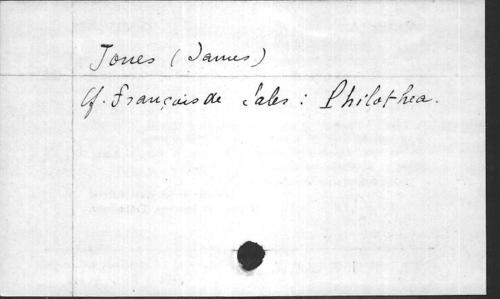 Jones (James)
Cf. François de Sales : Philothea.